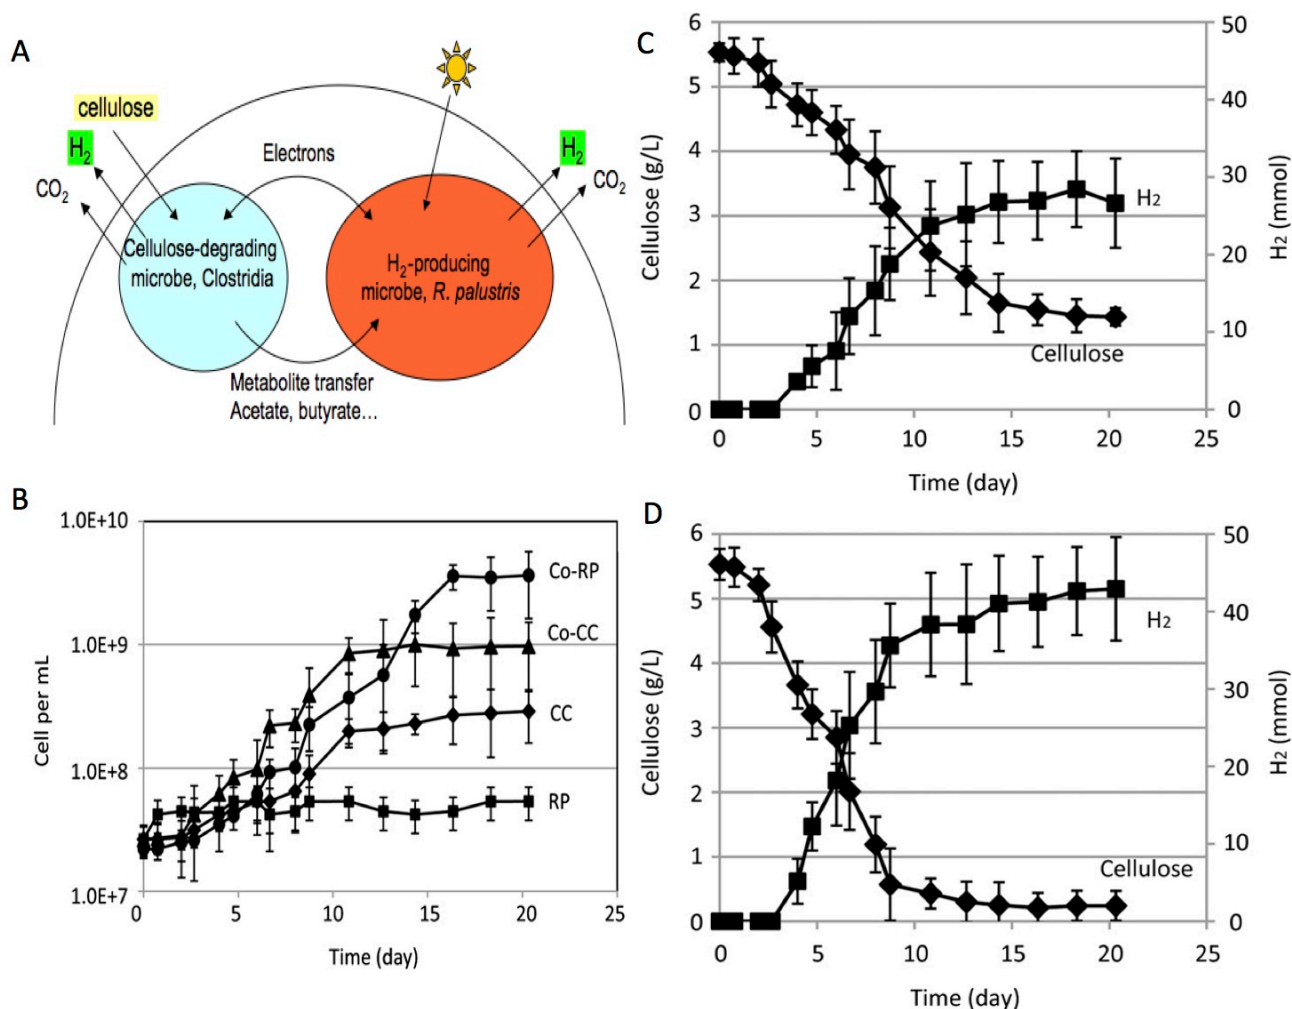 A
cellulose
H2
CO2
Electrons
H2
CO2
Cellulose-degrading
microbe, Clostridia
H2-producing
microbe, R. palustris
Metabolite transfer
Acetate, butyrate...
B
1.0E+10
1.0E+9
1.0E+8
1.0E+7
Cell per mL
Co-RP
Co-CC
CC
RP
0 5 10 15 20 25
Time (day)
C
6
5
4
3
2
1
0
Cellulose (g/L)
50
40
30
20
10
0
H2 (mmol)
H2
Cellulose
0 5 10 15 20 25
Time (day)
D
6
5
4
3
2
1
0
Cellulose (g/L)
50
40
30
20
10
0
H2 (mmol)
H2
Cellulose
0 5 10 15 20 25
Time (day)